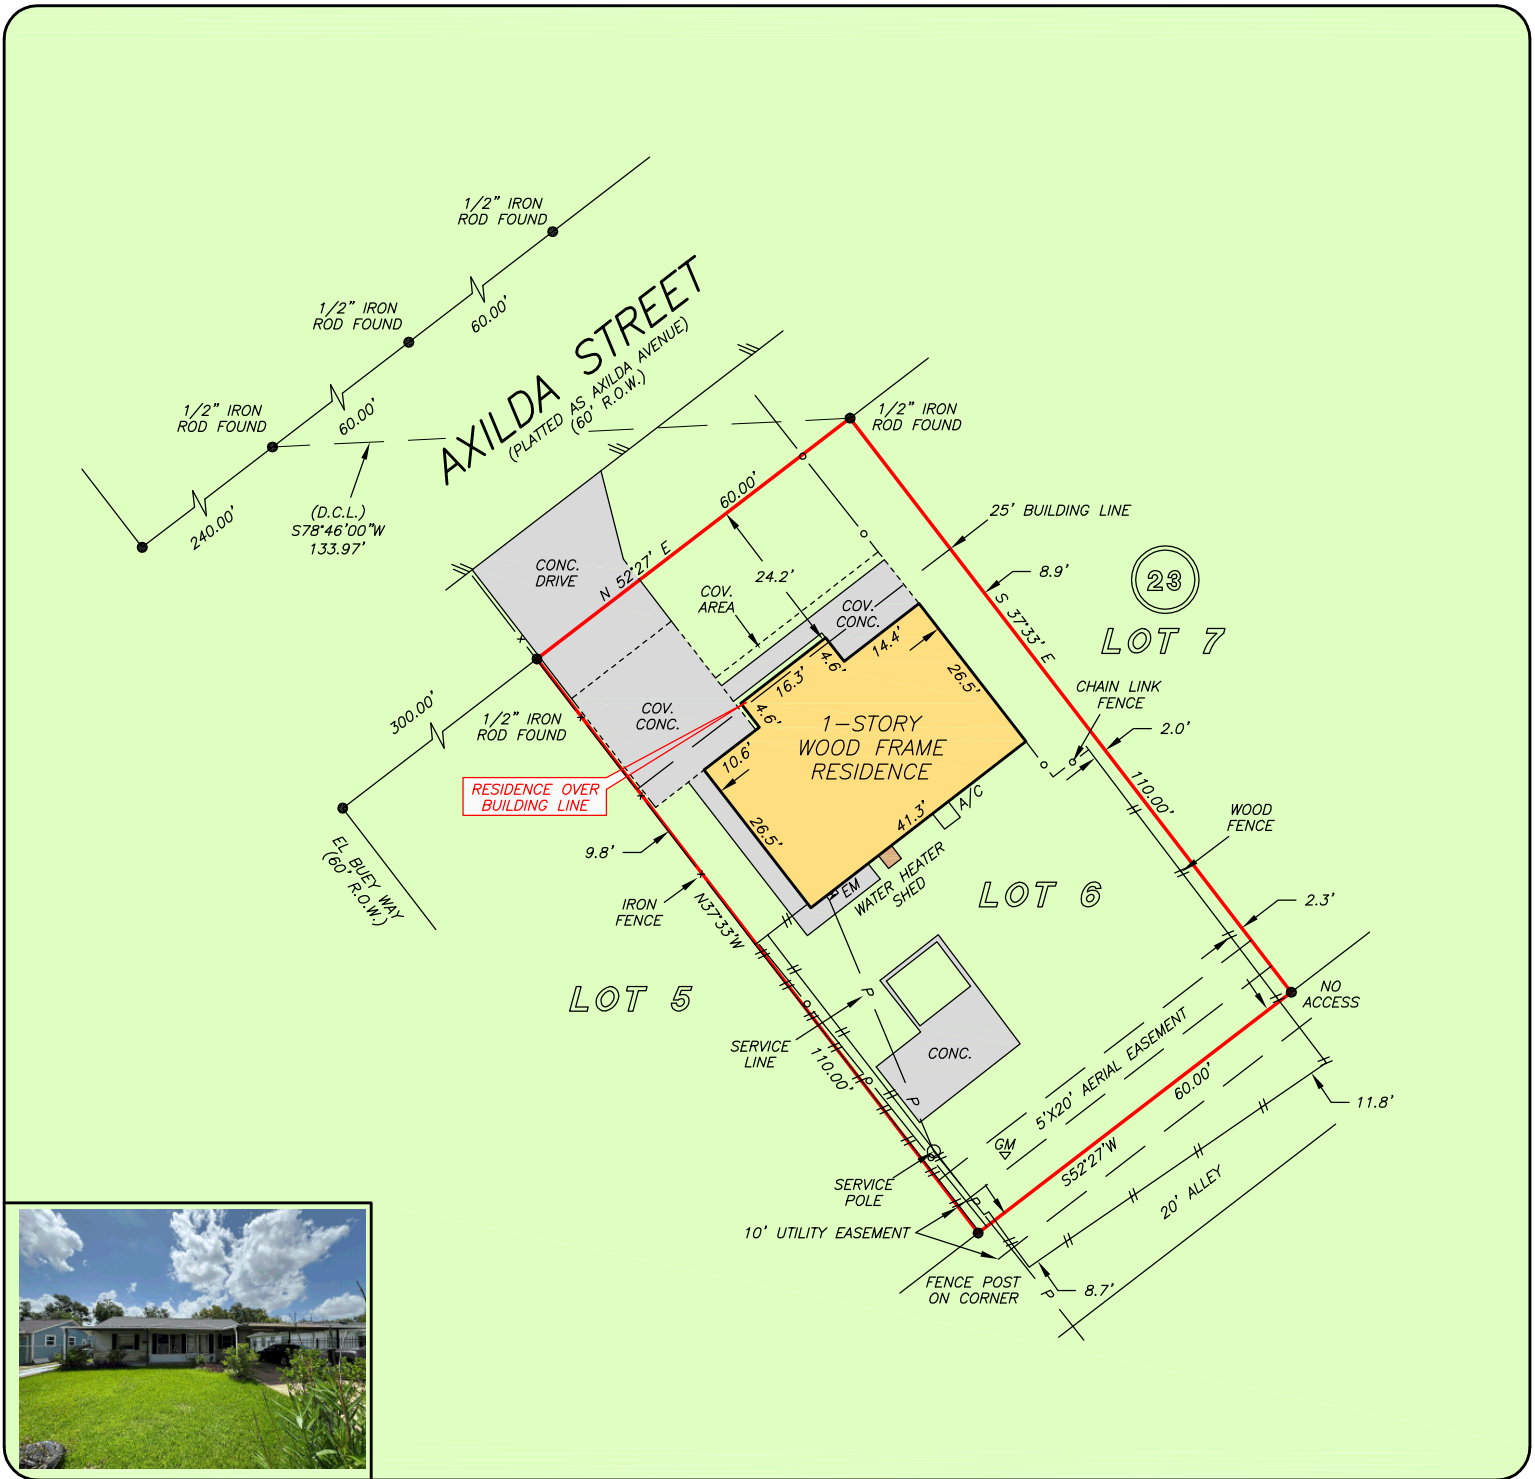 1/2" IRON
ROD FOUND
60.00'
1/2" IRON
ROD FOUND
60.00'
1/2" IRON
ROD FOUND
240.00'
AXILDA STREET
(PLATTED AS AXILDA AVENUE)
(60' R.O.W.)
(D.C.L.)
S78°46'00"W
133.97'
1/2" IRON
ROD FOUND
60.00'
N 52°27' E
25' BUILDING LINE
CONC.
DRIVE
24.2'
COV.
AREA
COV.
CONC.
8.9'
S 37°33' E
23
LOT 7
14.4'
4.6'
16.3'
4.6'
26.5'
CHAIN LINK
FENCE
2.0'
300.00'
1/2" IRON
ROD FOUND
COV.
CONC.
1-STORY
WOOD FRAME
RESIDENCE
10.6'
RESIDENCE OVER
BUILDING LINE
110.00'
WOOD
FENCE
26.5'
41.3'
A/C
9.8'
EL BUEY WAY
(60' R.O.W.)
EM
WATER HEATER
SHED
LOT 6
2.3'
IRON
FENCE
N37°33'W
LOT 5
P
NO
ACCESS
SERVICE
LINE
110.00'
CONC.
5'X20' AERIAL EASEMENT
60.00'
P
11.8'
GM
S52°27'W
SERVICE
POLE
P
20' ALLEY
10' UTILITY EASEMENT
FENCE POST
ON CORNER
8.7'
P